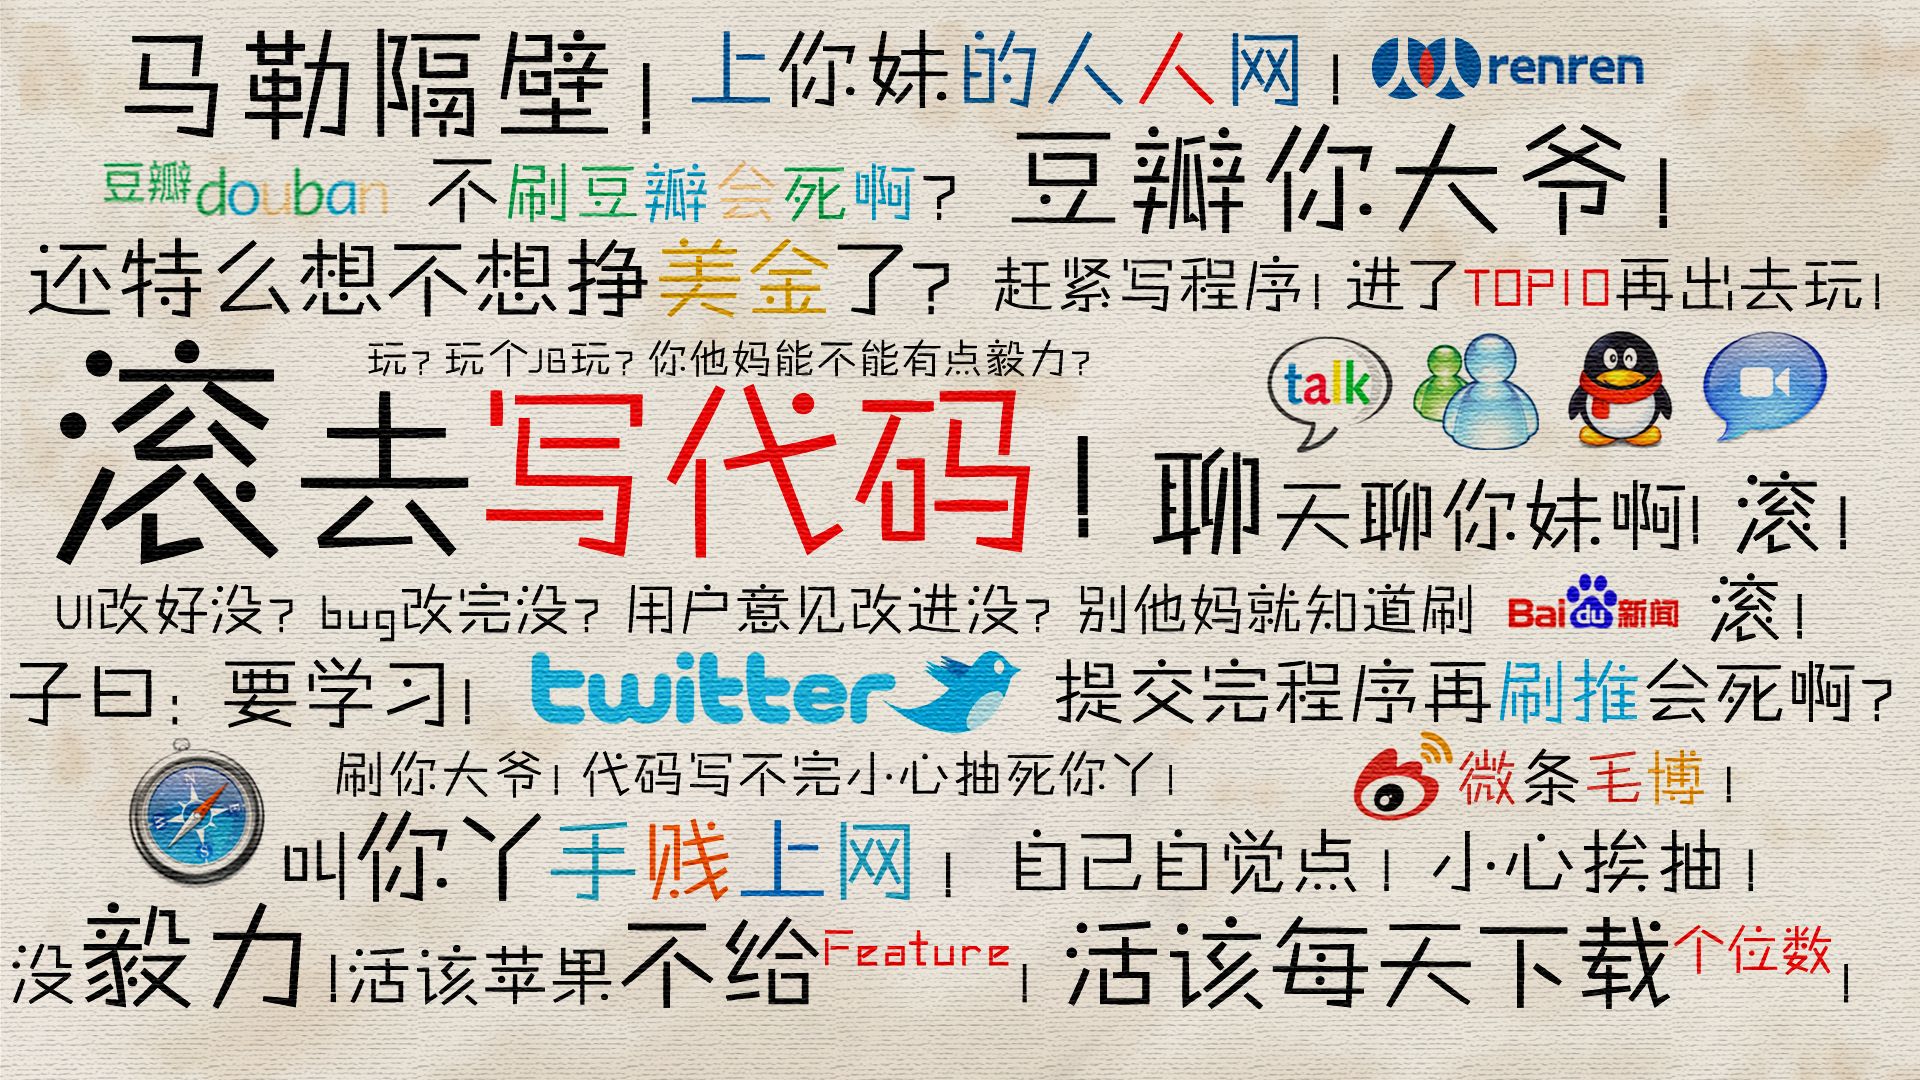 马勒隔壁！上你妹的人人网！renren
豆瓣douban 不刷豆瓣会死啊？豆瓣你大爷！
还特么想不想挣美金了？赶紧写程序！进了TOP10再出去玩！
玩？玩个JB玩？你他妈能不能有点毅力？
talk
滚去写代码！聊天聊你妹啊！滚！
UI改好没？bug改完没？用户意见改进没？别他妈就知道刷 Bai du 新闻 滚！
子曰：要学习！twitter 提交完程序再刷推会死啊？
刷你大爷！代码写不完小心抽死你丫！微条毛博！
N E S W
叫你丫手贱上网！自己自觉点！小心挨抽！
没毅力！活该苹果不给Feature！活该每天下载个位数！